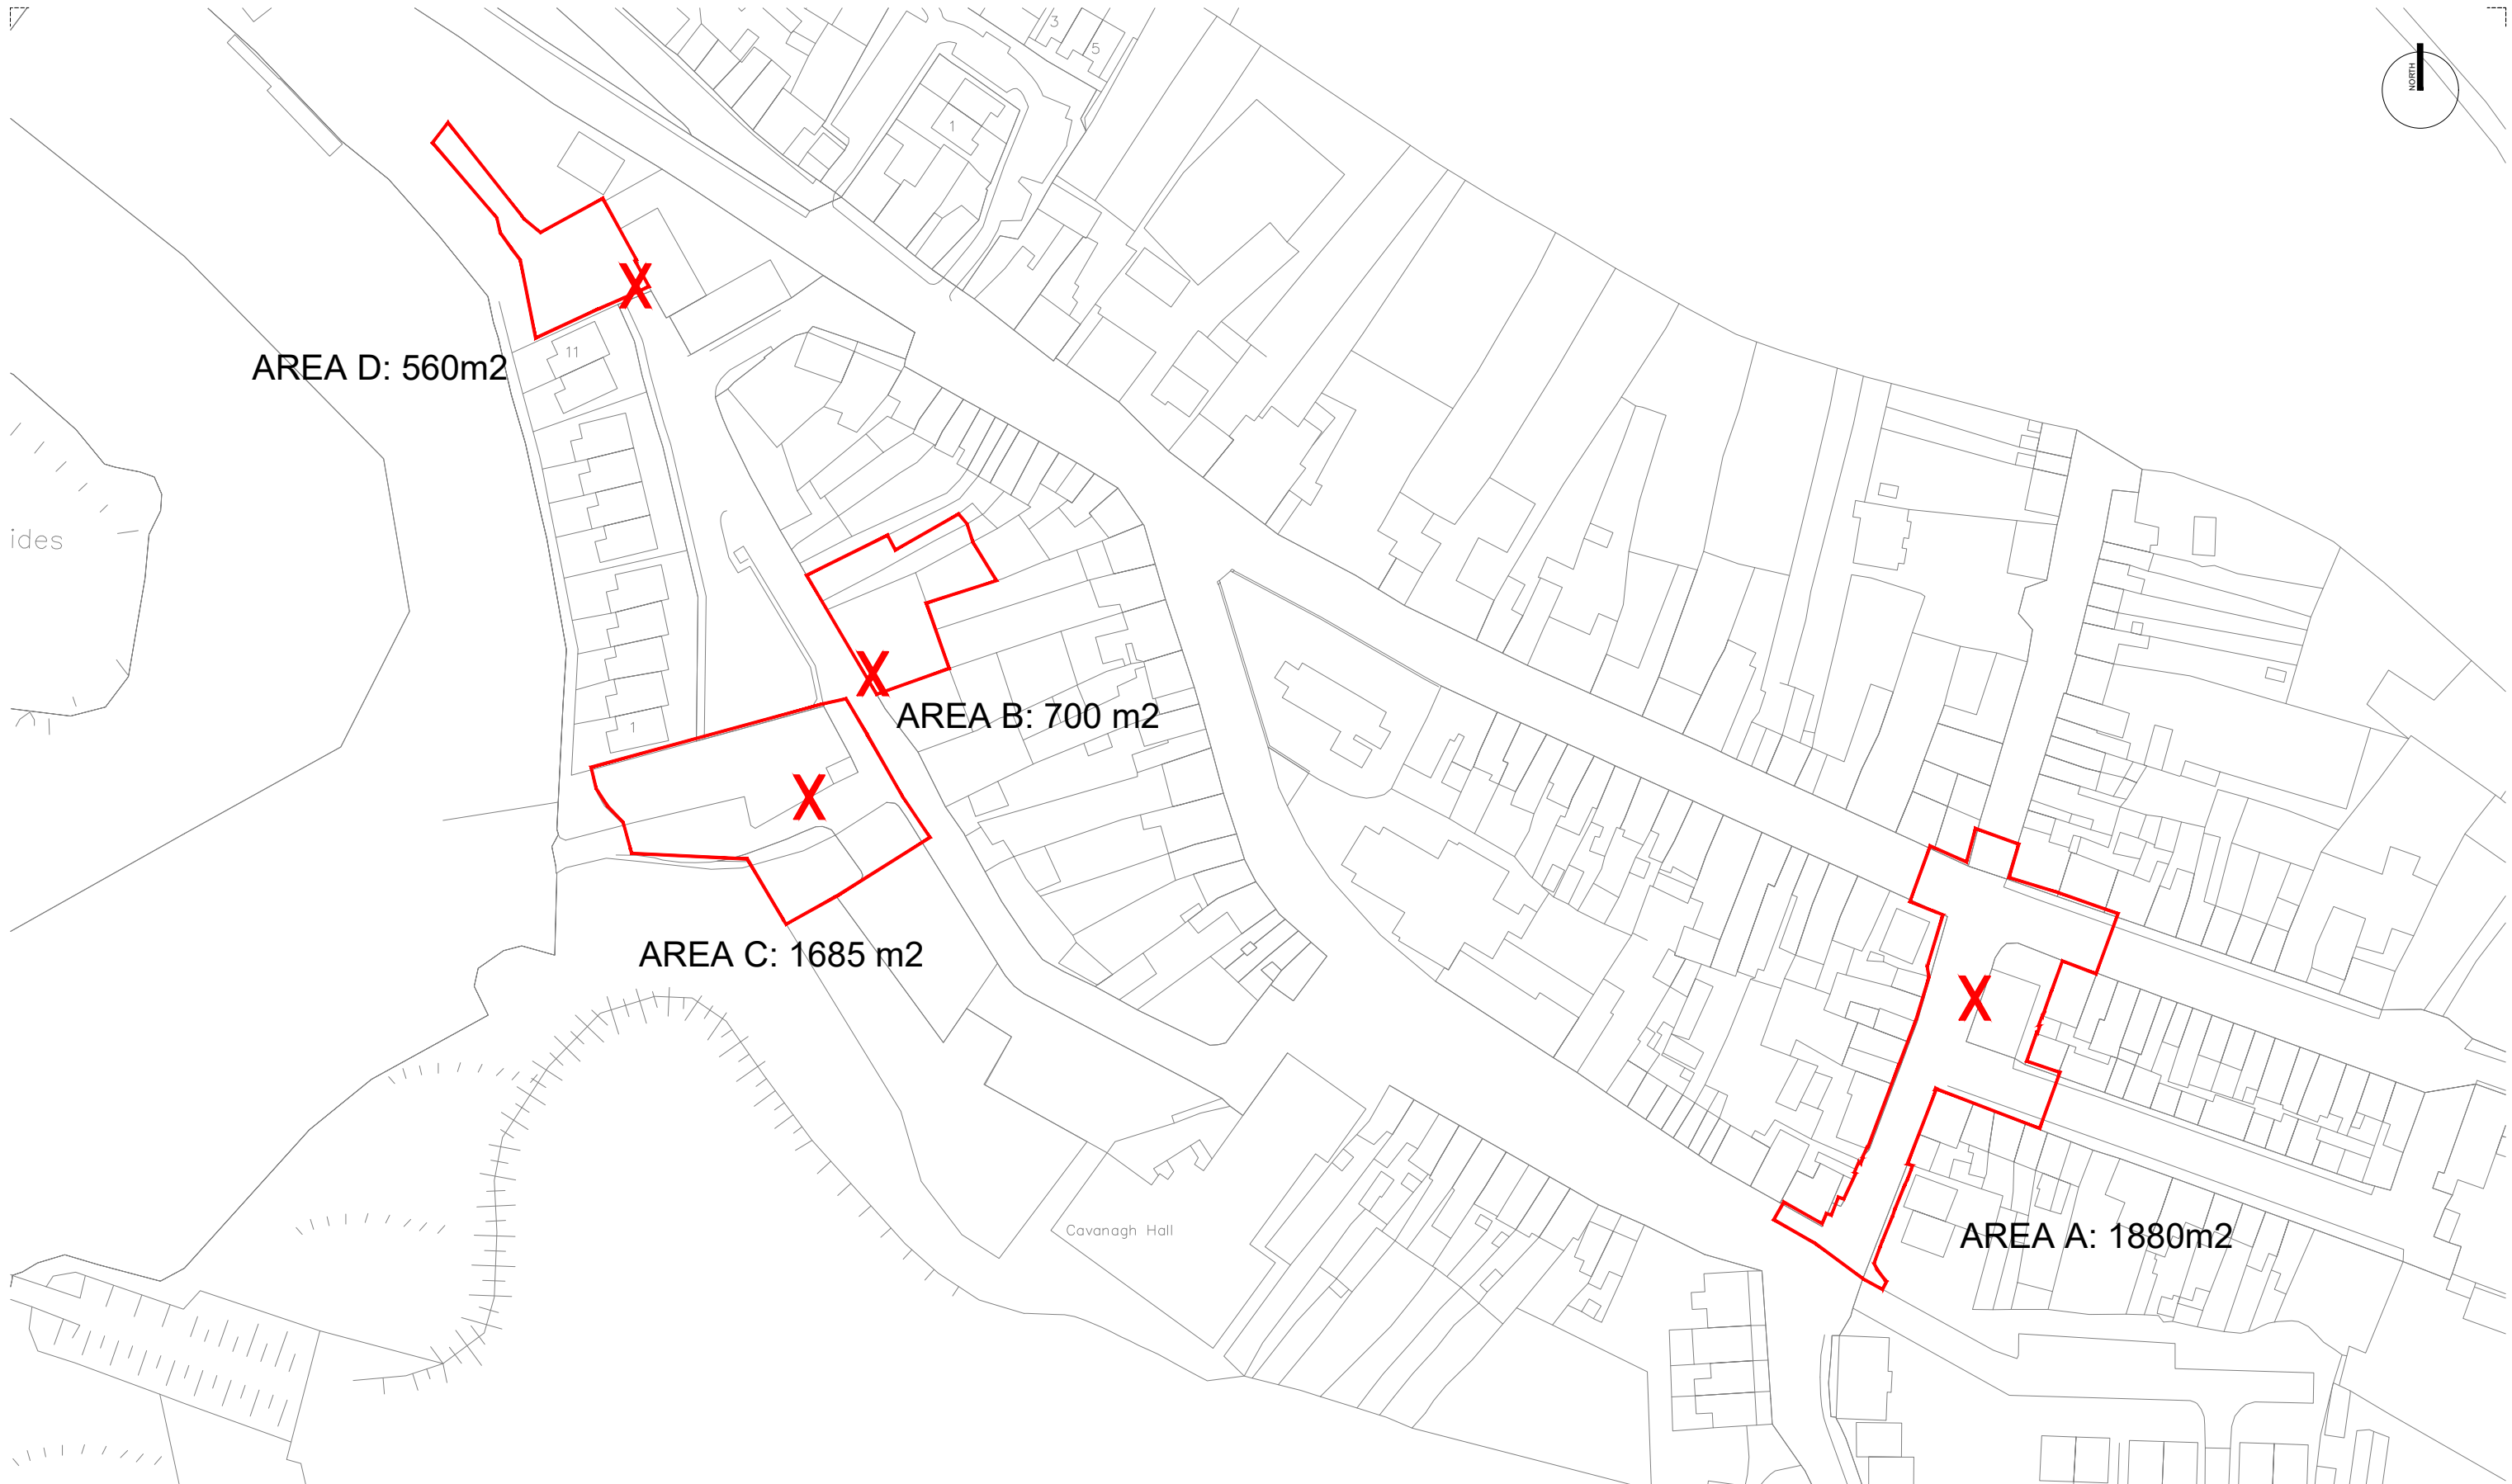 3
5
NORTH
1
11
AREA D: 560m2
ides
X
X
AREA B: 700 m2
1
X
AREA C: 1685 m2
X
Cavanagh Hall
AREA A: 1880m2